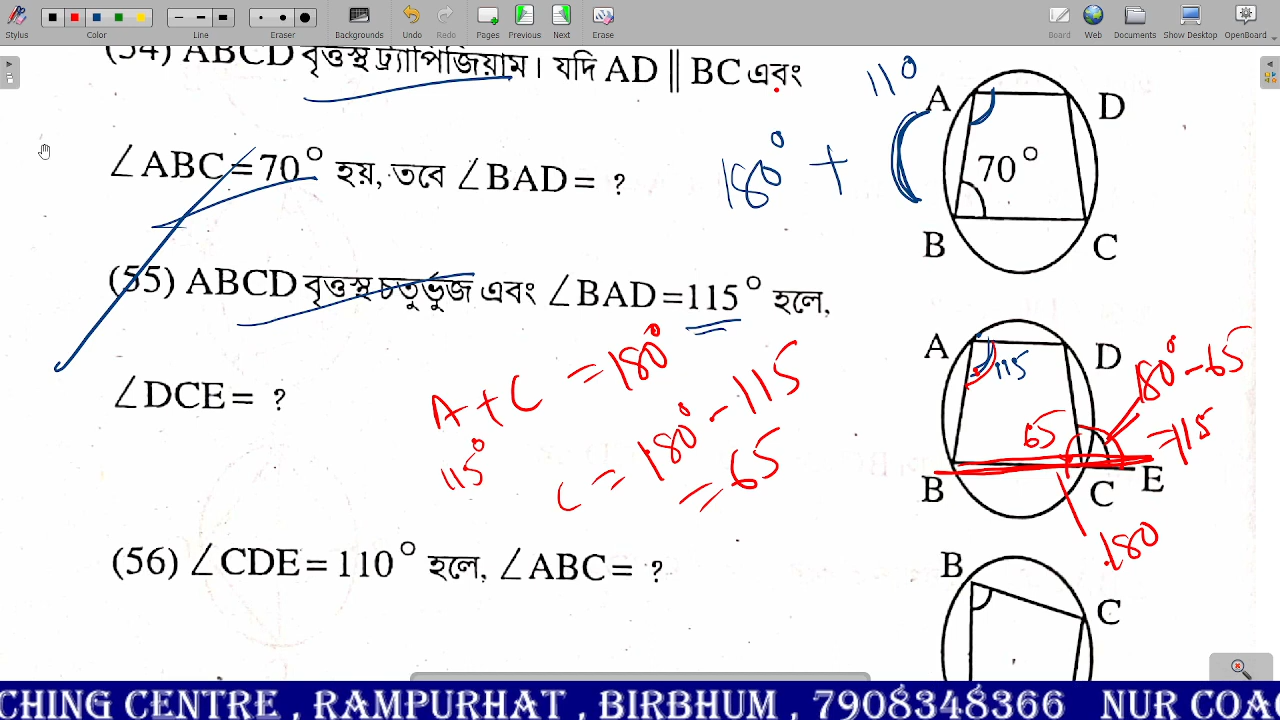 Stylus Color Line Eraser Backgrounds Undo Redo Pages Previous Next Erase Board Web Documents Show Desktop OpenBoard
(54) ABCD বৃত্তস্থ ট্র্যাপিজিয়াম। যদি AD || BC এবং
∠ABC = 70° হয়, তবে ∠BAD = ?
180° +
110
A D
70°
B C
(55) ABCD বৃত্তস্থ চতুর্ভুজ এবং ∠BAD = 115° হলে,
∠DCE = ?
A + C = 180°
115°
C = 180° - 115
= 65
A D
115
180° - 65
= 115
65
B C E
180
(56) ∠CDE = 110° হলে, ∠ABC = ?
B
C
CHING CENTRE , RAMPURHAT , BIRBHUM , 7908348366 NUR COA